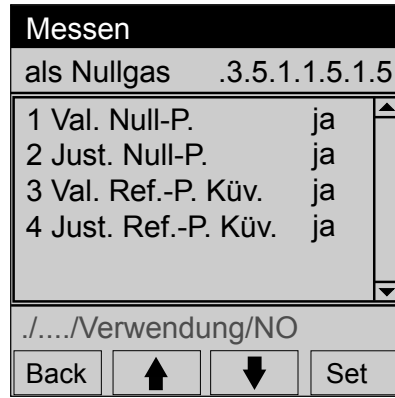 Messen
als Nullgas .3.5.1.1.5.1.5
1 Val. Null-P. ja
2 Just. Null-P. ja
3 Val. Ref.-P. Küv. ja
4 Just. Ref.-P. Küv. ja
./..../Verwendung/NO
Back Set